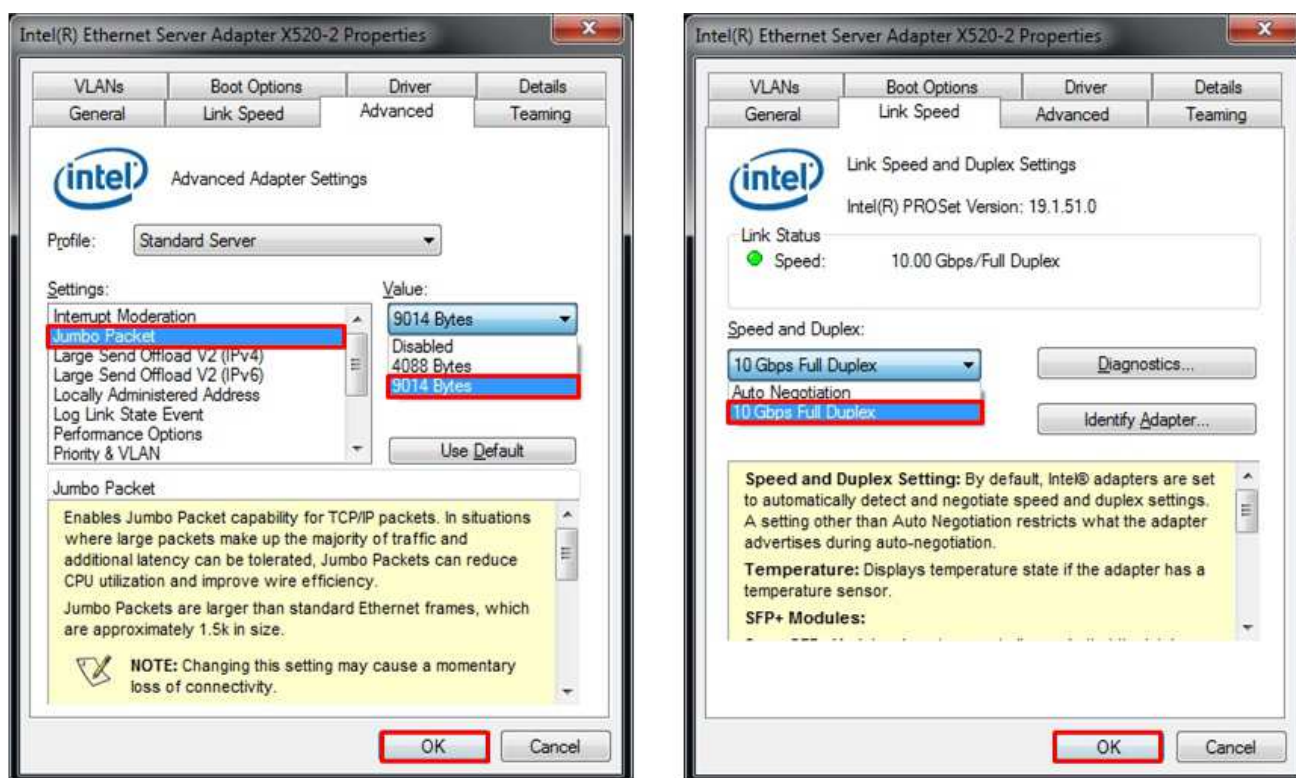 Intel(R) Ethernet Server Adapter X520-2 Properties
VLANs Boot Options Driver Details
General Link Speed Advanced Teaming
intel
Advanced Adapter Settings
Profile: Standard Server
Settings:
Value:
Interrupt Moderation
Jumbo Packet
Large Send Offload V2 (IPv4)
Large Send Offload V2 (IPv6)
Locally Administered Address
Log Link State Event
Performance Options
Priority & VLAN
9014 Bytes
Disabled
4088 Bytes
9014 Bytes
Use Default
Jumbo Packet
Enables Jumbo Packet capability for TCP/IP packets. In situations
where large packets make up the majority of traffic and
additional latency can be tolerated, Jumbo Packets can reduce
CPU utilization and improve wire efficiency.
Jumbo Packets are larger than standard Ethernet frames, which
are approximately 1.5k in size.
NOTE: Changing this setting may cause a momentary
loss of connectivity.
OK Cancel
Intel(R) Ethernet Server Adapter X520-2 Properties
VLANs Boot Options Driver Details
General Link Speed Advanced Teaming
intel
Link Speed and Duplex Settings
Intel(R) PROSet Version: 19.1.51.0
Link Status
Speed: 10.00 Gbps/Full Duplex
Speed and Duplex:
10 Gbps Full Duplex
Auto Negotiation
10 Gbps Full Duplex
Diagnostics...
Identify Adapter...
Speed and Duplex Setting: By default, Intel® adapters are set
to automatically detect and negotiate speed and duplex settings.
A setting other than Auto Negotiation restricts what the adapter
advertises during auto-negotiation.
Temperature: Displays temperature state if the adapter has a
temperature sensor.
SFP+ Modules:
OK Cancel